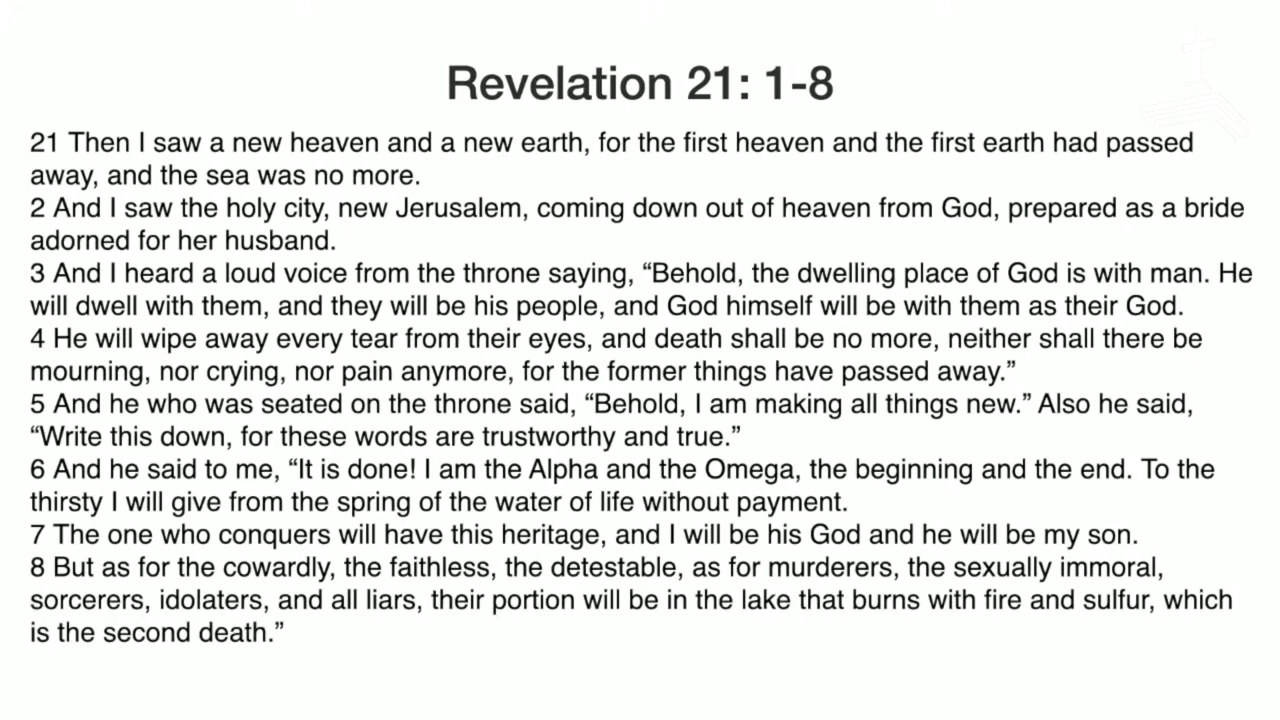 Revelation 21: 1-8
21 Then I saw a new heaven and a new earth, for the first heaven and the first earth had passed
away, and the sea was no more.
2 And I saw the holy city, new Jerusalem, coming down out of heaven from God, prepared as a bride
adorned for her husband.
3 And I heard a loud voice from the throne saying, “Behold, the dwelling place of God is with man. He
will dwell with them, and they will be his people, and God himself will be with them as their God.
4 He will wipe away every tear from their eyes, and death shall be no more, neither shall there be
mourning, nor crying, nor pain anymore, for the former things have passed away.”
5 And he who was seated on the throne said, “Behold, I am making all things new.” Also he said,
“Write this down, for these words are trustworthy and true.”
6 And he said to me, “It is done! I am the Alpha and the Omega, the beginning and the end. To the
thirsty I will give from the spring of the water of life without payment.
7 The one who conquers will have this heritage, and I will be his God and he will be my son.
8 But as for the cowardly, the faithless, the detestable, as for murderers, the sexually immoral,
sorcerers, idolaters, and all liars, their portion will be in the lake that burns with fire and sulfur, which
is the second death.”